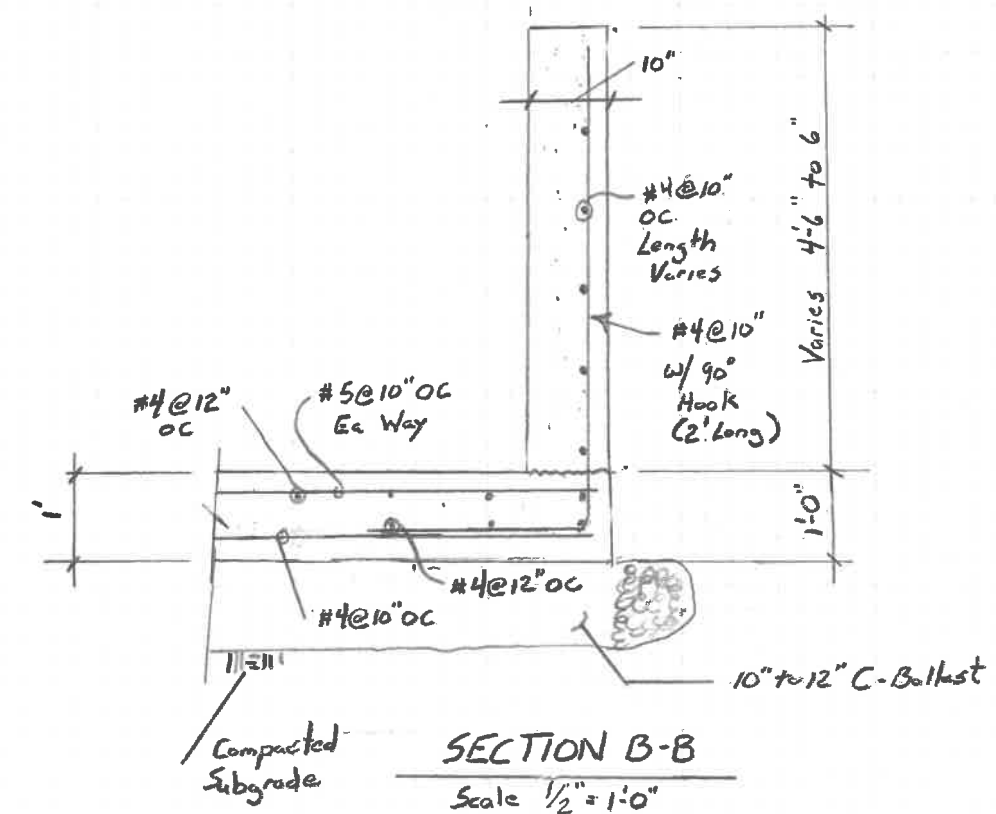 10"
#4@10"
OC
Length
Varies
Varies 4'-6" to 6"
#4@10"
w/ 90°
Hook
(2' Long)
#4@12"
OC
#5@10" OC
Ea Way
1'
1'-0"
#4@12" OC
#4@10" OC
10" to 12" C-Ballast
Compacted
Subgrade
SECTION B-B
Scale 1/2" = 1'-0"